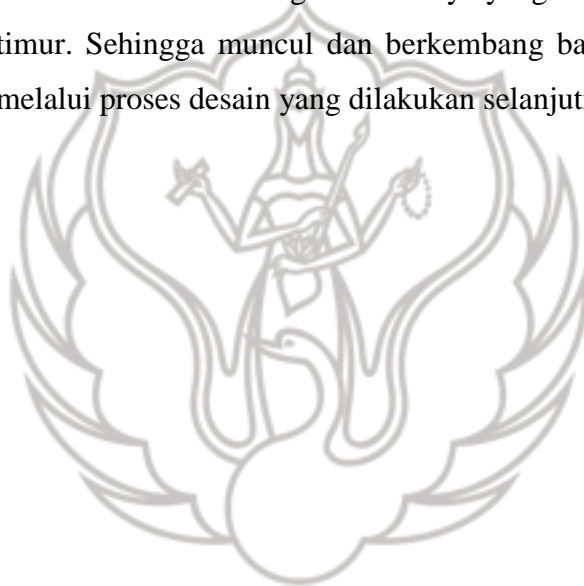 timur. Sehingga muncul dan berkembang ba
melalui proses desain yang dilakukan selanjut